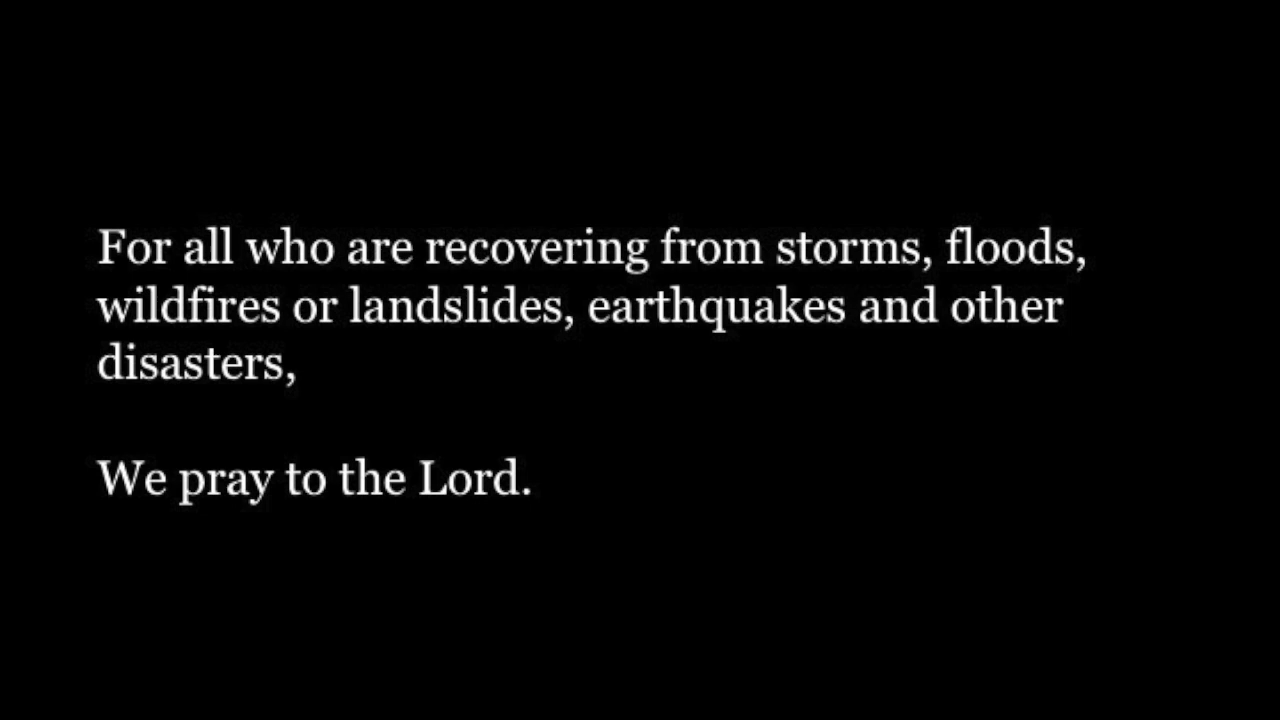 For all who are recovering from storms, floods,
wildfires or landslides, earthquakes and other
disasters,
We pray to the Lord.